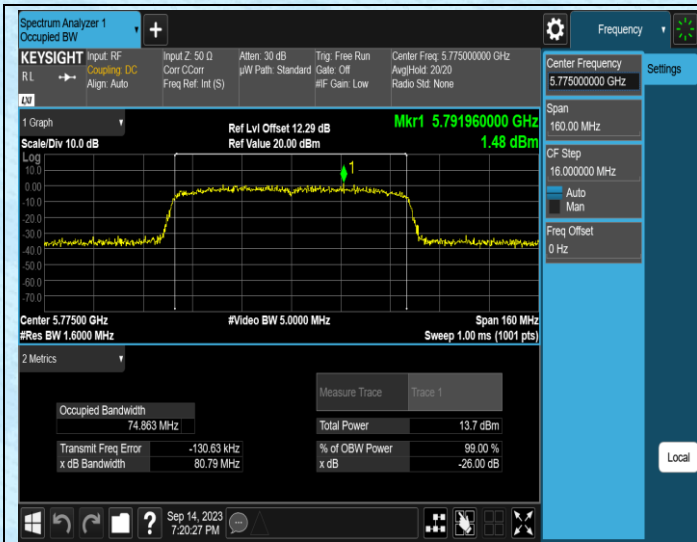 Spectrum Analyzer 1
Occupied BW
+
Frequency
KEYSIGHT
RL
LXI
Input: RF
Coupling: DC
Align: Auto
Input Z: 50 Ω
Corr CCorr
Freq Ref: Int (S)
Atten: 30 dB
µW Path: Standard
Trig: Free Run
Gate: Off
#IF Gain: Low
Center Freq: 5.775000000 GHz
Avg|Hold: 20/20
Radio Std: None
Center Frequency
5.775000000 GHz
Settings
Span
160.00 MHz
CF Step
16.000000 MHz
Auto
Man
Freq Offset
0 Hz
Local
1 Graph
Scale/Div 10.0 dB
Ref Lvl Offset 12.29 dB
Ref Value 20.00 dBm
Mkr1 5.791960000 GHz
1.48 dBm
Log
10.0
0.00
-10.0
-20.0
-30.0
-40.0
-50.0
-60.0
-70.0
1
Center 5.77500 GHz
#Video BW 5.0000 MHz
Span 160 MHz
#Res BW 1.6000 MHz
Sweep 1.00 ms (1001 pts)
2 Metrics
Measure Trace
Trace 1
Occupied Bandwidth
74.863 MHz
Total Power
13.7 dBm
Transmit Freq Error
-130.63 kHz
% of OBW Power
99.00 %
x dB Bandwidth
80.79 MHz
x dB
-26.00 dB
?
Sep 14, 2023
7:20:27 PM